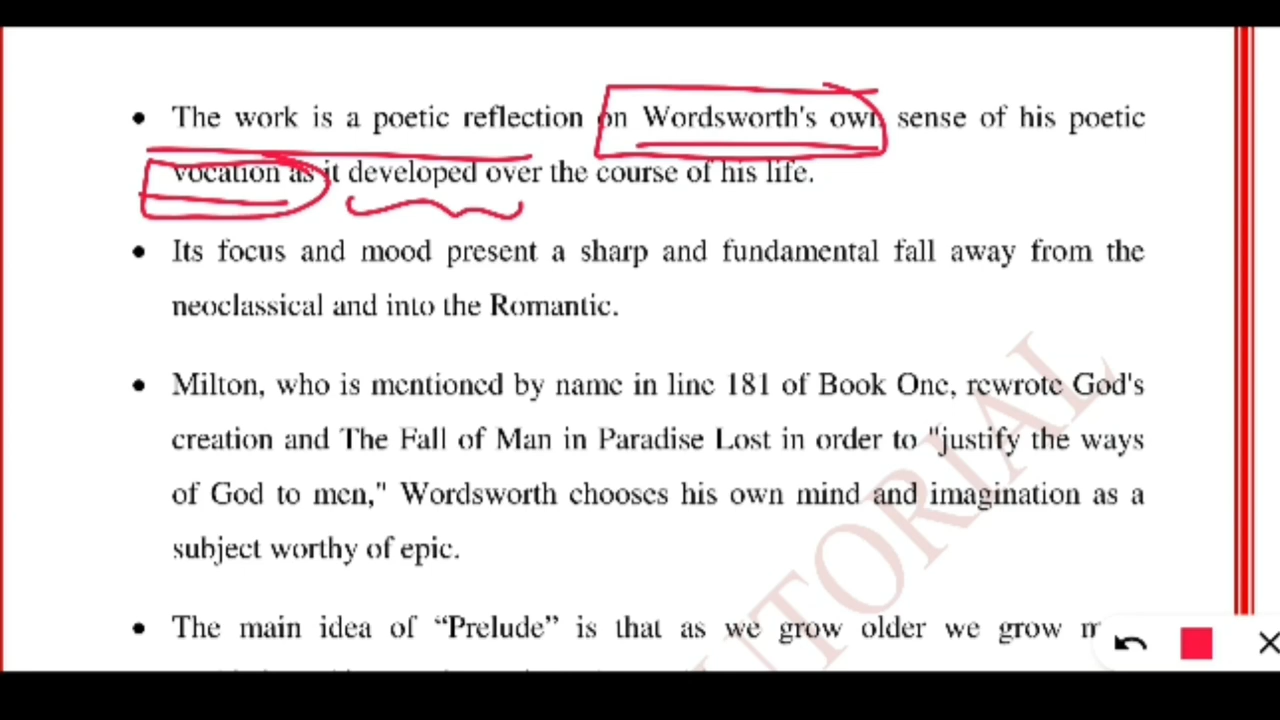 • The work is a poetic reflection on Wordsworth's own sense of his poetic
vocation as it developed over the course of his life.
• Its focus and mood present a sharp and fundamental fall away from the
neoclassical and into the Romantic.
• Milton, who is mentioned by name in line 181 of Book One, rewrote God's
creation and The Fall of Man in Paradise Lost in order to "justify the ways
of God to men," Wordsworth chooses his own mind and imagination as a
subject worthy of epic.
• The main idea of “Prelude” is that as we grow older we grow
UTORIAL